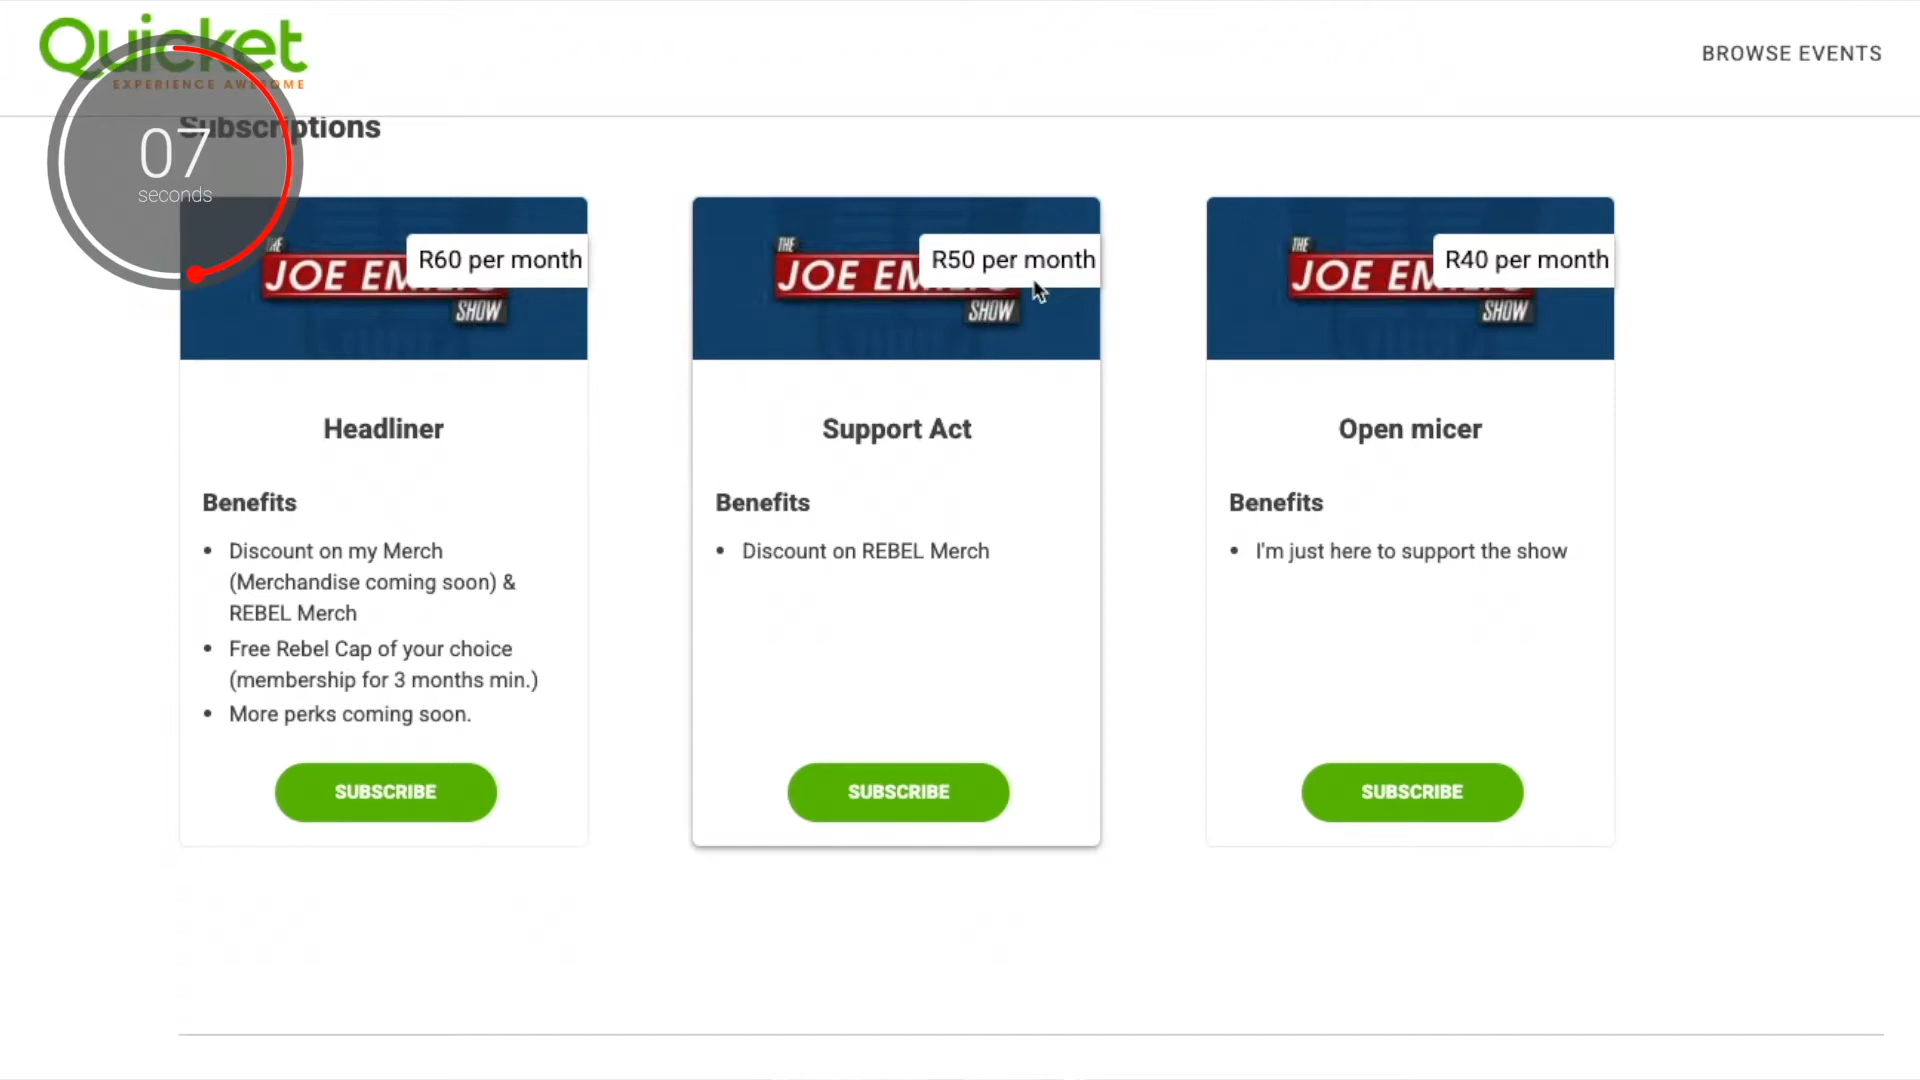 Quicket
EXPERIENCE AWESOME
BROWSE EVENTS
Subscriptions
07
seconds
THE
JOE EM
SHOW
R60 per month
Headliner
Benefits
• Discount on my Merch
(Merchandise coming soon) &
REBEL Merch
• Free Rebel Cap of your choice
(membership for 3 months min.)
• More perks coming soon.
SUBSCRIBE
THE
JOE EM
SHOW
R50 per month
Support Act
Benefits
• Discount on REBEL Merch
SUBSCRIBE
THE
JOE EM
SHOW
R40 per month
Open micer
Benefits
• I'm just here to support the show
SUBSCRIBE